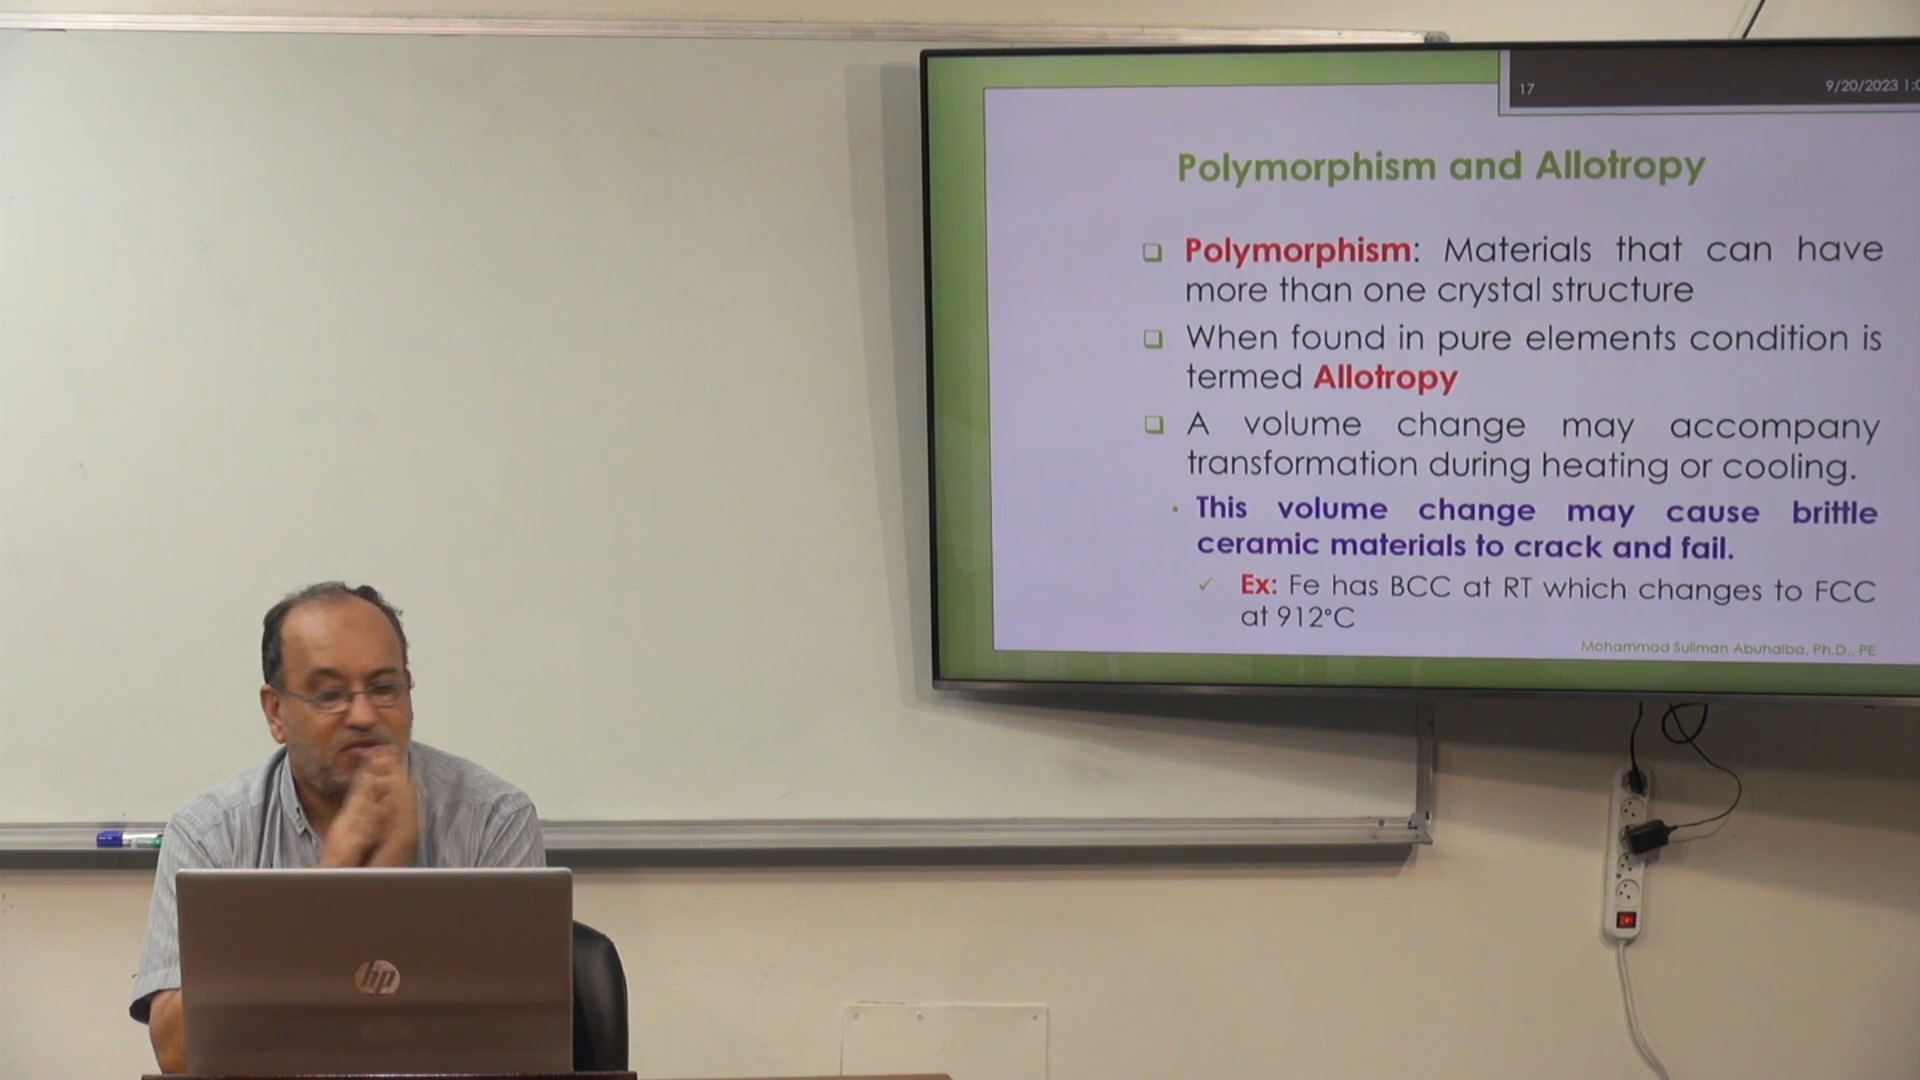 17
9/20/2023 1:0
Polymorphism and Allotropy
Polymorphism: Materials that can have
more than one crystal structure
When found in pure elements condition is
termed Allotropy
A volume change may accompany
transformation during heating or cooling.
This volume change may cause brittle
ceramic materials to crack and fail.
Ex: Fe has BCC at RT which changes to FCC
at 912°C
Mohammad Suliman Abuhaiba, Ph.D., PE
hp